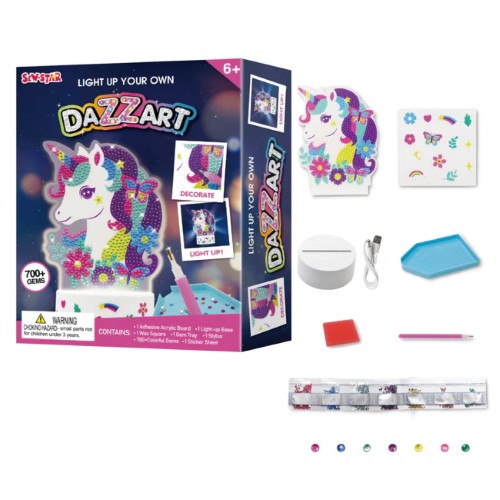 SEW STAR
LIGHT UP YOUR OWN
6+
DAZZART
DECORATE
LIGHT UP!
700+
GEMS
WARNING
CHOKING HAZARD - small parts not
for children under 3 years.
CONTAINS:
•1 Adhesive Acrylic Board •1 Light-up Base
•1 Wax Square •1 Gem Tray •1 Stylus
•700+Colorful Gems •1 Sticker Sheet
LIGHT UP!
LIGHT UP YOUR OWN
DAZZART
DECORATE